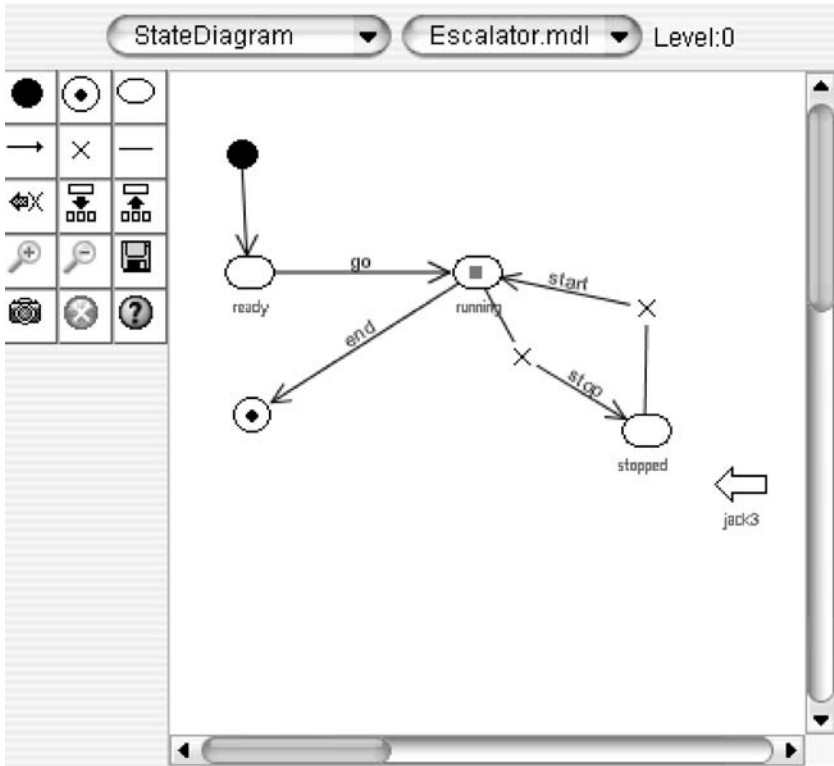 StateDiagram
Escalator.mdl
Level:0
go
start
ready
running
end
stop
stopped
jack3